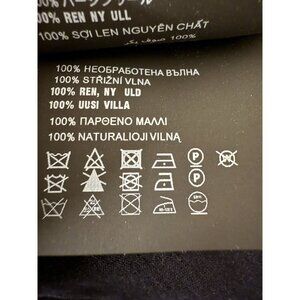 100% REN NY ULL
100% SỢI LEN NGUYÊN CHẤT
100% НЕОБРАБОТЕНА ВЪЛНА
100% STŘIŽNÍ VLNA
100% REN, NY ULD
100% UUSI VILLA
100% ΠΑΡΘΕΝΟ ΜΑΛΛΙ
100% NATURALIOJI VILNĄ
P P
P